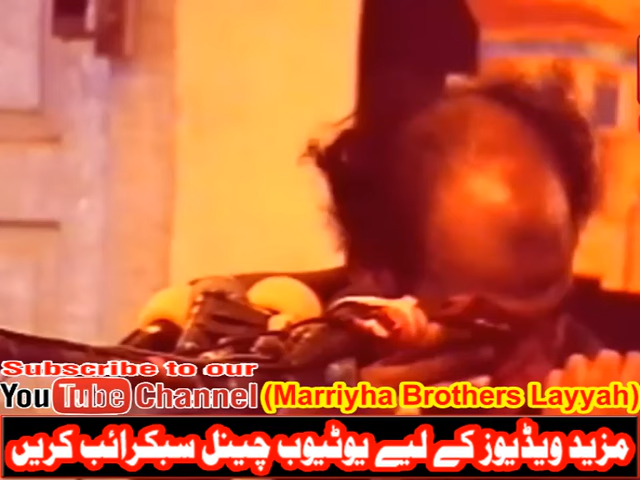 Subscribe to our
YouTube Channel (Marriyha Brothers Layyah)
مزید ویڈیوز کے لیے یوٹیوب چینل سبکرائب کریں